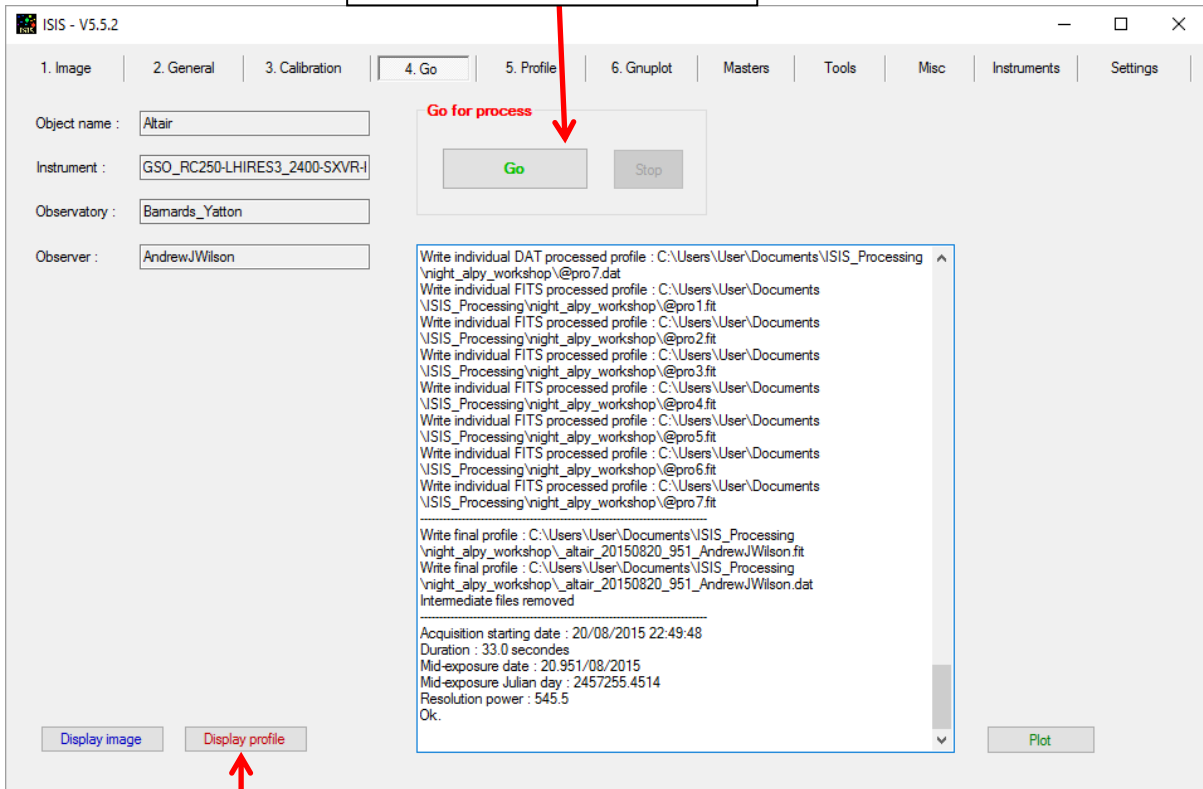 ISIS - V5.5.2
1. Image 2. General 3. Calibration 4. Go 5. Profile 6. Gnuplot Masters Tools Misc Instruments Settings
Object name : Altair
Instrument : GSO_RC250-LHIRES3_2400-SXVR-
Observatory : Barnards_Yatton
Observer : AndrewJWilson
Go for process
Go Stop
Write individual DAT processed profile : C:\Users\User\Documents\ISIS_Processing
\night_alpy_workshop\@pro7.dat
Write individual FITS processed profile : C:\Users\User\Documents
\ISIS_Processing\night_alpy_workshop\@pro1.fit
Write individual FITS processed profile : C:\Users\User\Documents
\ISIS_Processing\night_alpy_workshop\@pro2.fit
Write individual FITS processed profile : C:\Users\User\Documents
\ISIS_Processing\night_alpy_workshop\@pro3.fit
Write individual FITS processed profile : C:\Users\User\Documents
\ISIS_Processing\night_alpy_workshop\@pro4.fit
Write individual FITS processed profile : C:\Users\User\Documents
\ISIS_Processing\night_alpy_workshop\@pro5.fit
Write individual FITS processed profile : C:\Users\User\Documents
\ISIS_Processing\night_alpy_workshop\@pro6.fit
Write individual FITS processed profile : C:\Users\User\Documents
\ISIS_Processing\night_alpy_workshop\@pro7.fit
Write final profile : C:\Users\User\Documents\ISIS_Processing
\night_alpy_workshop\_altair_20150820_951_AndrewJWilson.fit
Write final profile : C:\Users\User\Documents\ISIS_Processing
\night_alpy_workshop\_altair_20150820_951_AndrewJWilson.dat
Intermediate files removed
Acquisition starting date : 20/08/2015 22:49:48
Duration : 33.0 secondes
Mid-exposure date : 20.951/08/2015
Mid-exposure Julian day : 2457255.4514
Resolution power : 545.5
Ok.
Display image Display profile Plot